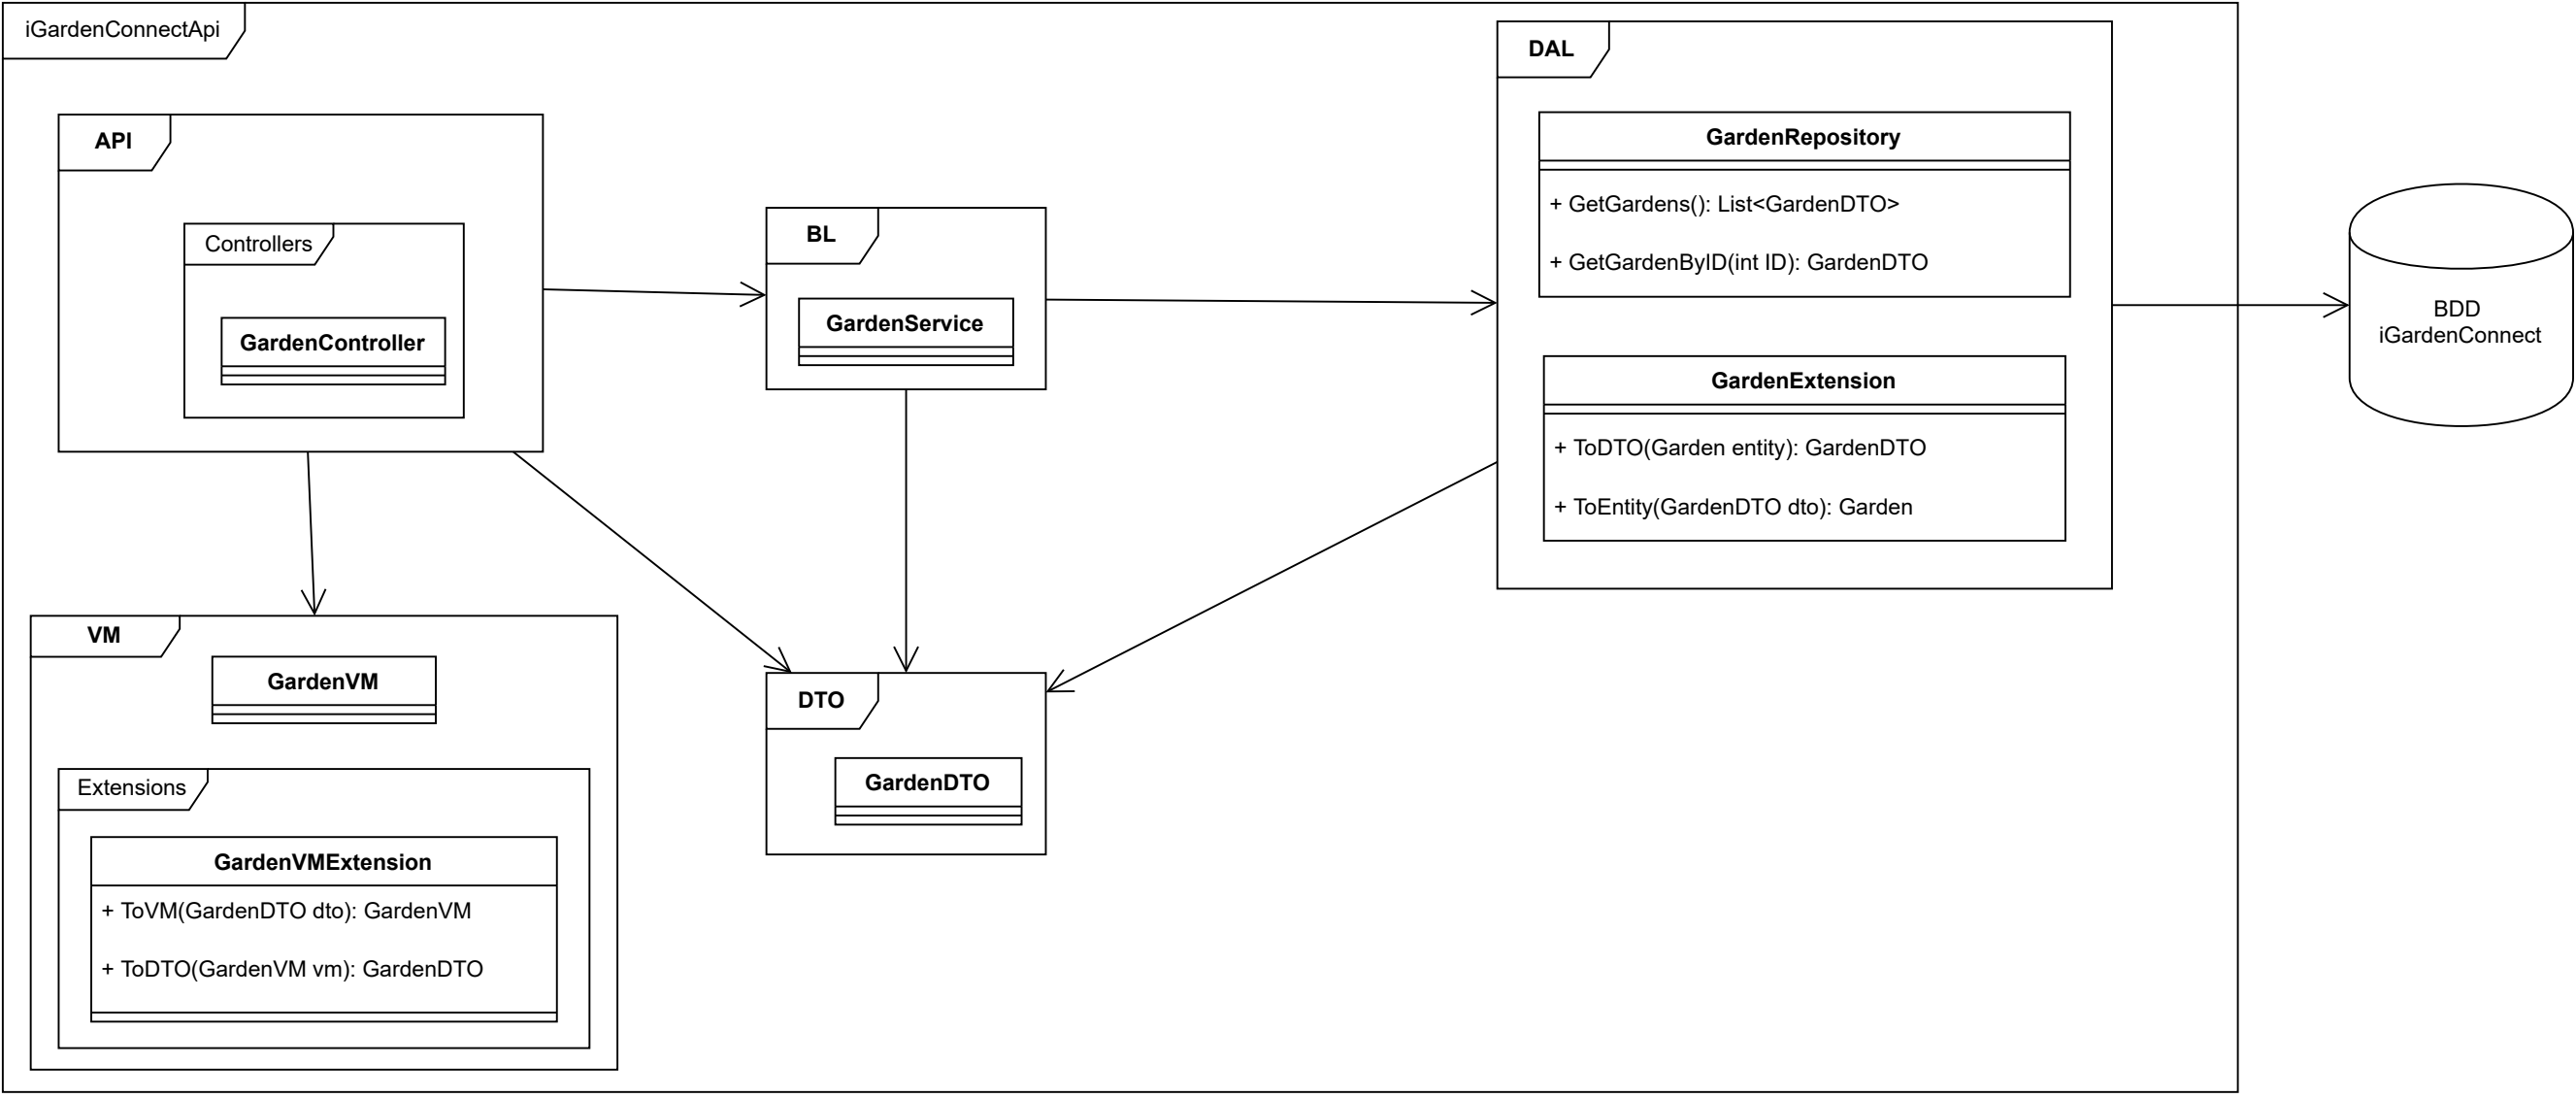 iGardenConnectApi
API
Controllers
GardenController
BL
GardenService
DAL
GardenRepository
+ GetGardens(): List<GardenDTO>
+ GetGardenByID(int ID): GardenDTO
GardenExtension
+ ToDTO(Garden entity): GardenDTO
+ ToEntity(GardenDTO dto): Garden
BDD
iGardenConnect
VM
GardenVM
Extensions
GardenVMExtension
+ ToVM(GardenDTO dto): GardenVM
+ ToDTO(GardenVM vm): GardenDTO
DTO
GardenDTO